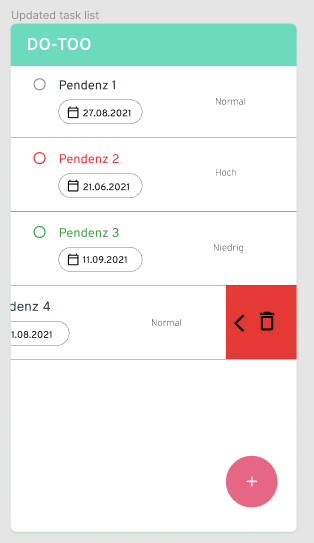 Updated task list
DO-TOO
Pendenz 1
27.08.2021
Normal
Pendenz 2
21.06.2021
Hoch
Pendenz 3
11.09.2021
Niedrig
denz 4
1.08.2021
Normal
+